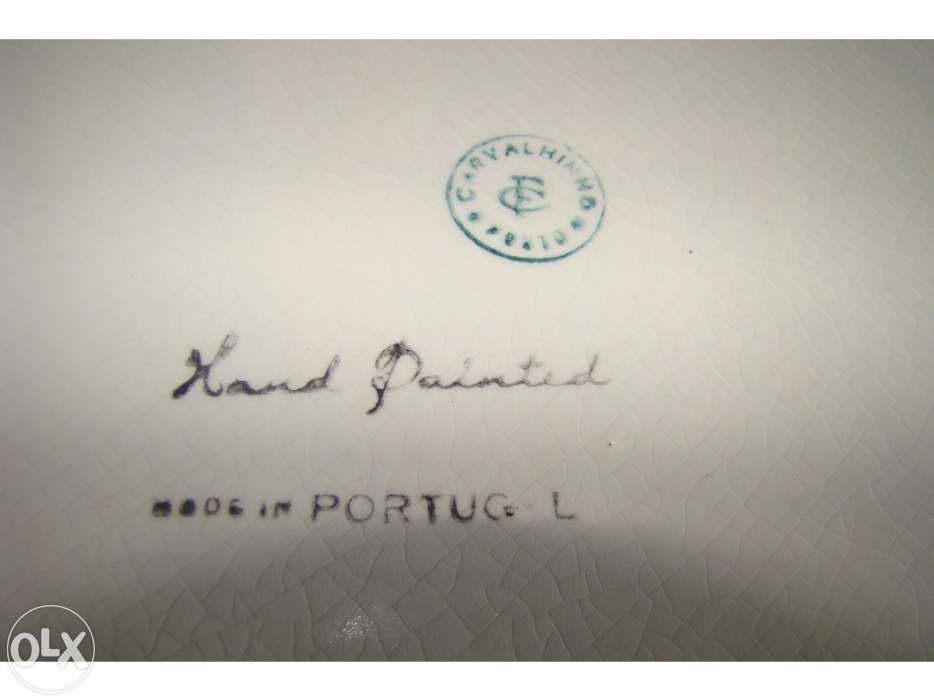 CARVALHINHO
FC
PORTO
Hand Painted
MADE IN PORTUG L
OLX